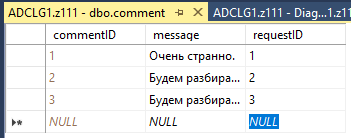 ADCLG1.z111 - dbo.comment ADCLG1.z111 - Diag...1.z111
commentID message requestID
1 Очень странно. 1
2 Будем разбира... 2
3 Будем разбира... 3
NULL NULL NULL